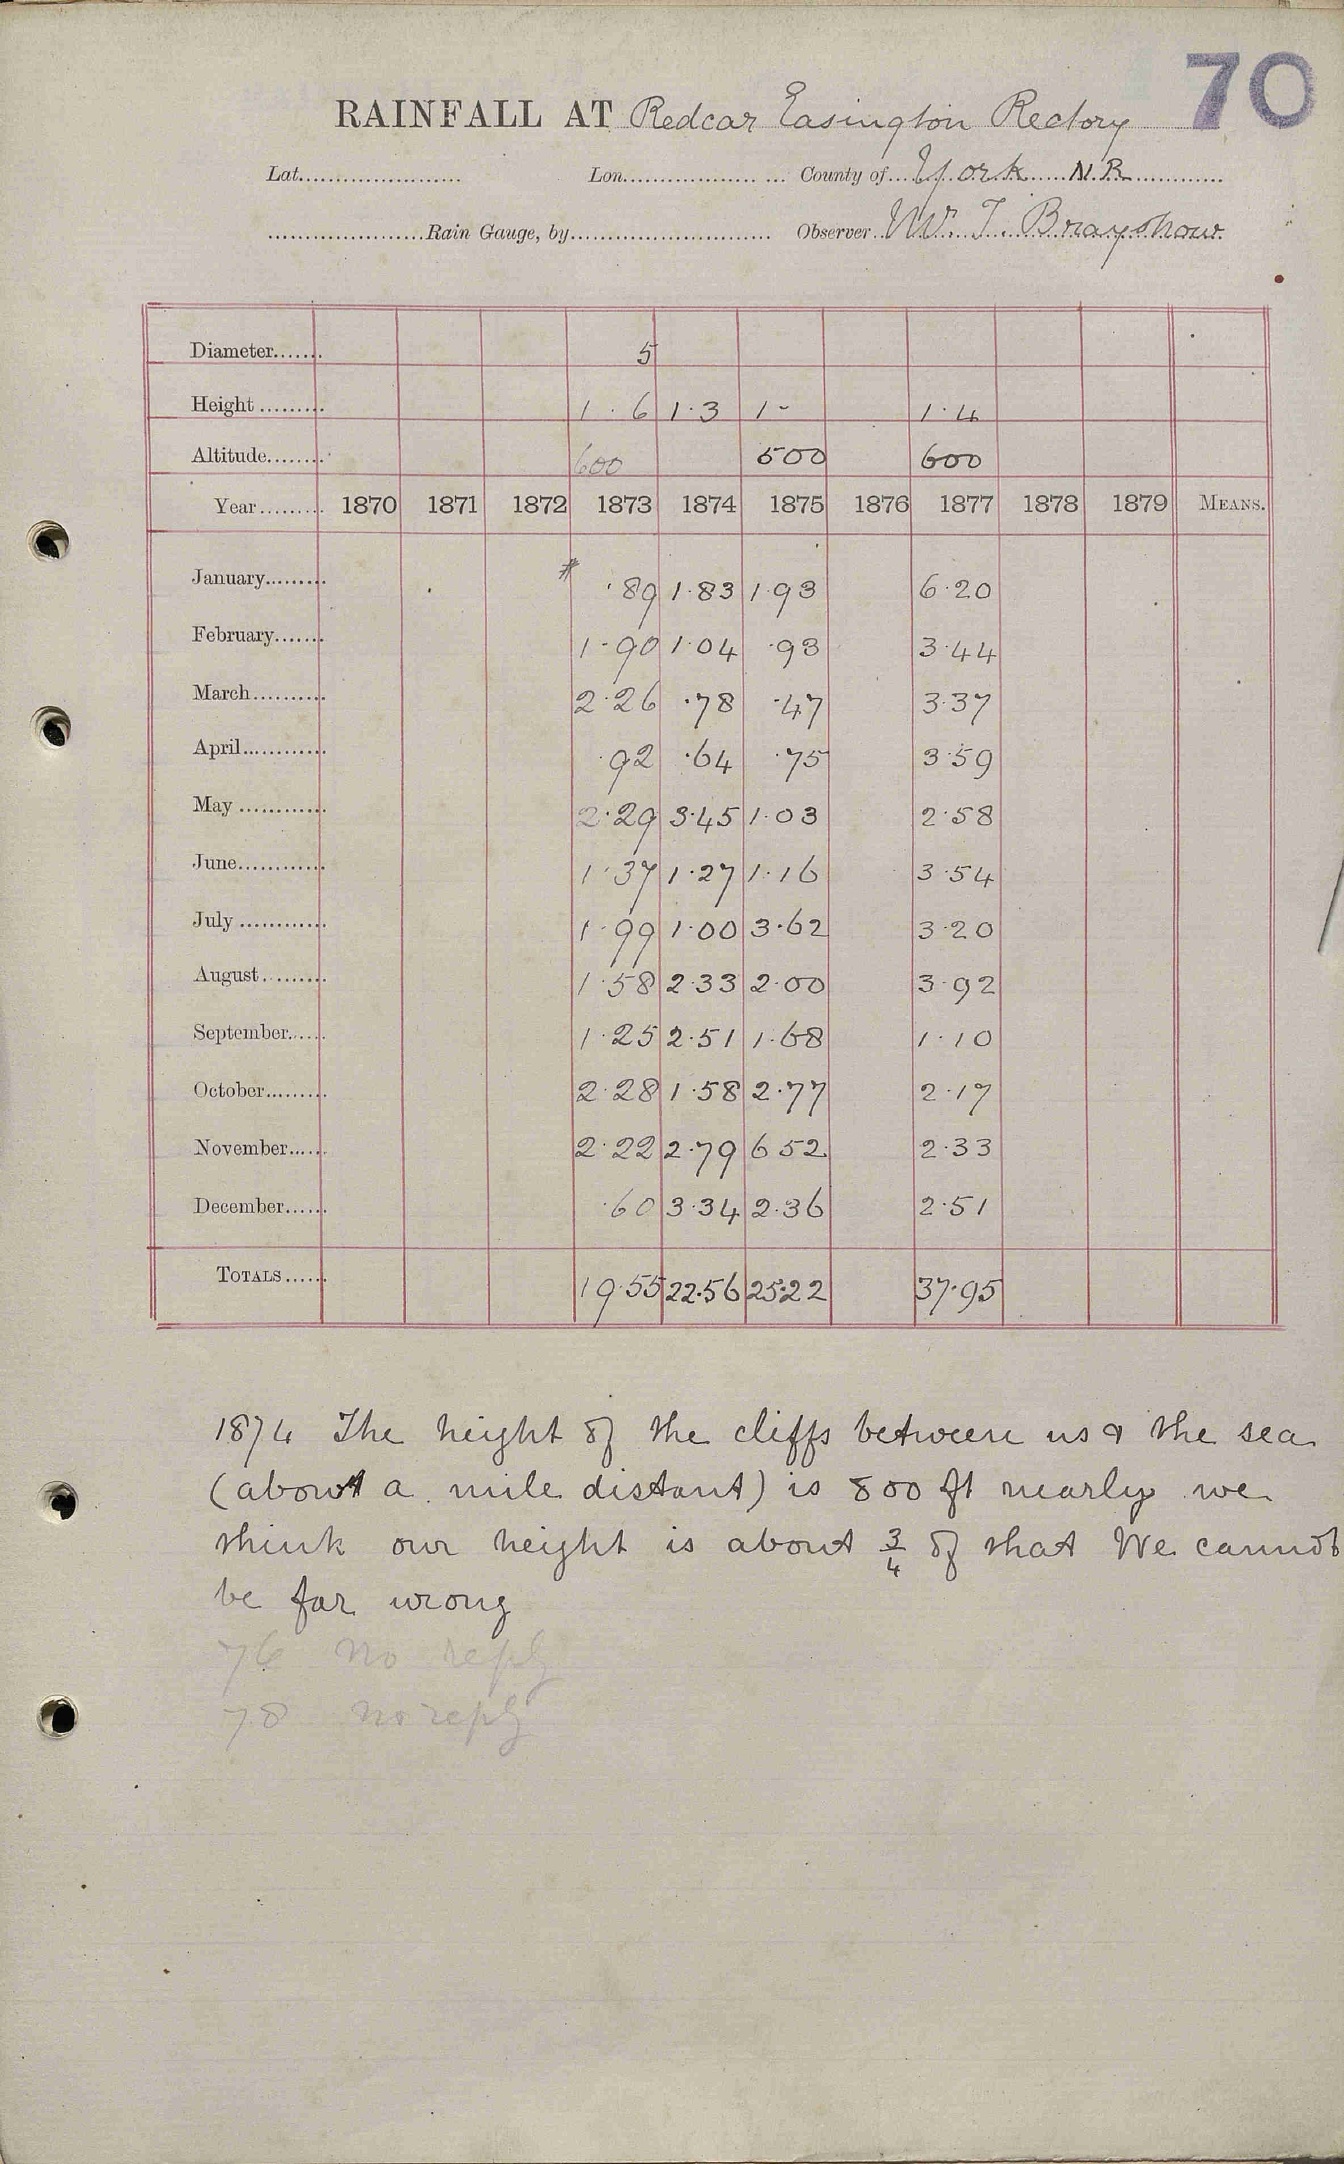 70
RAINFALL AT Redcar Easington Rectory
Lat. Lon. County of York N.R.
Rain Gauge, by Observer W. T. Brayshaw
Diameter 5
Height 1·6 1·3 1- 1·4
Altitude 600 500 600
Year 1870 1871 1872 1873 1874 1875 1876 1877 1878 1879 MEANS.
January # ·89 1·83 1·93 6·20
February 1·90 1·04 ·93 3·44
March 2·26 ·78 ·47 3·37
April ·92 ·64 ·75 3·59
May 2·29 3·45 1·03 2·58
June 1·37 1·27 1·16 3·54
July 1·99 1·00 3·62 3·20
August 1·58 2·33 2·00 3·92
September 1·25 2·51 1·68 1·10
October 2·28 1·58 2·77 2·17
November 2·22 2·79 6 52 2·33
December ·60 3·34 2·36 2·51
TOTALS 19·55 22·56 25·22 37·95
1874 The height of the cliffs between us & the sea
(about a mile distant) is 800 ft nearly we
think our height is about 3/4 of that We cannot
be far wrong
76 no reply
78 no reply